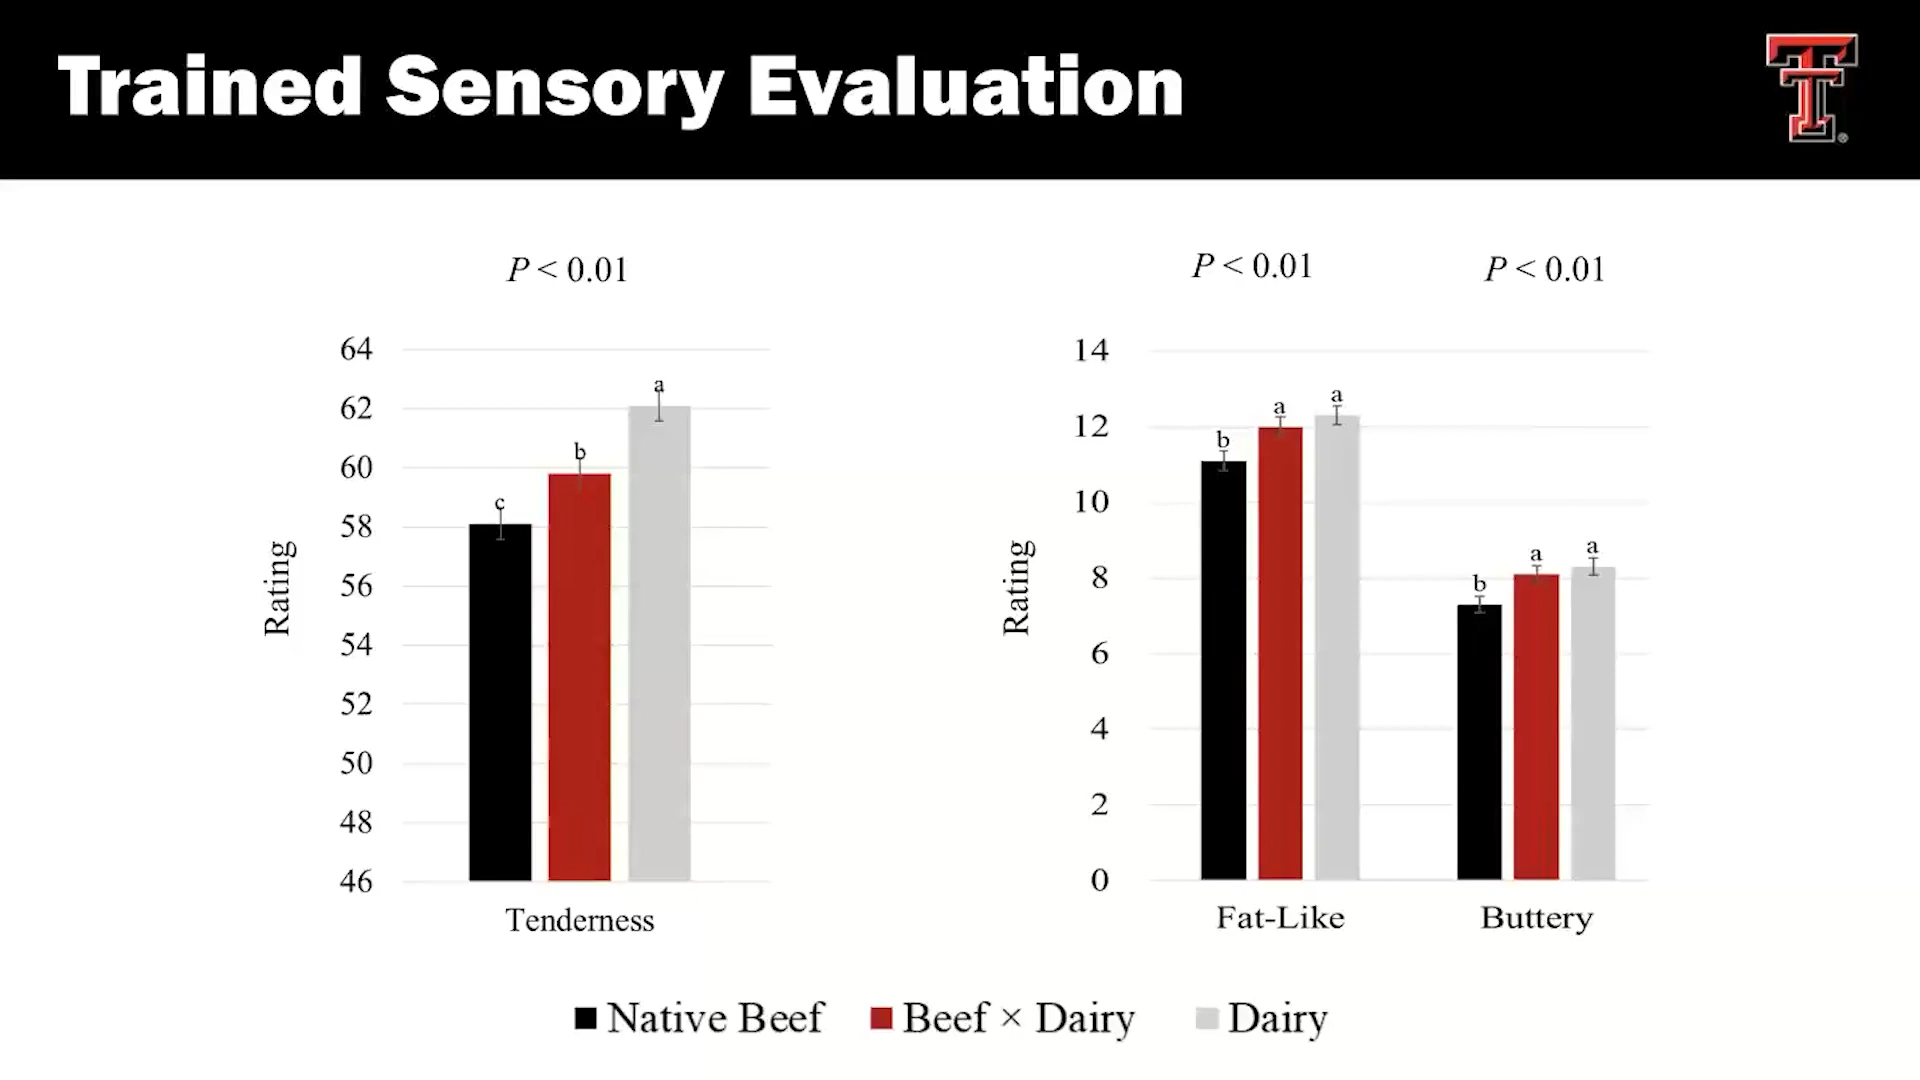 Trained Sensory Evaluation
P < 0.01
P < 0.01
P < 0.01
64
62
60
58
56
54
52
50
48
46
Rating
c
b
a
Tenderness
14
12
10
8
6
4
2
0
Rating
b
a
a
b
a
a
Fat-Like
Buttery
Native Beef
Beef × Dairy
Dairy